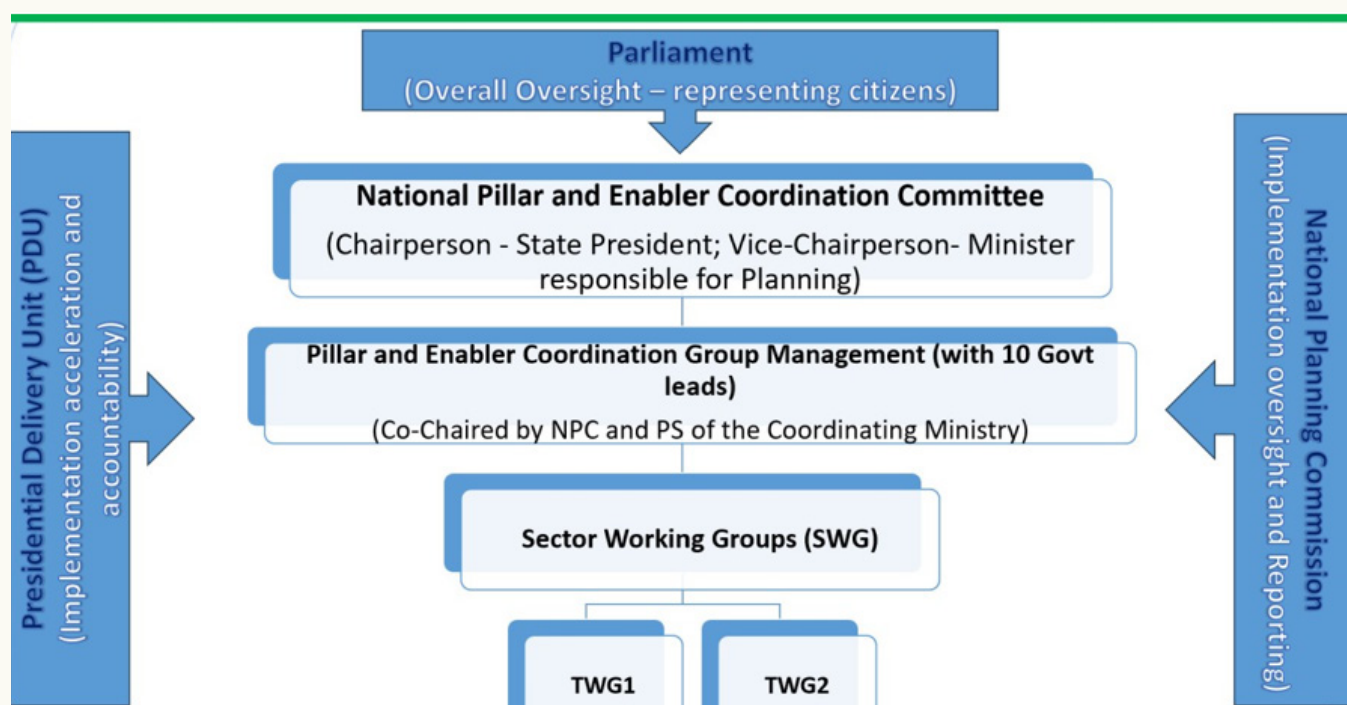 Parliament
(Overall Oversight – representing citizens)
National Pillar and Enabler Coordination Committee
(Chairperson - State President; Vice-Chairperson- Minister
responsible for Planning)
Pillar and Enabler Coordination Group Management (with 10 Govt
leads)
(Co-Chaired by NPC and PS of the Coordinating Ministry)
Sector Working Groups (SWG)
TWG1
TWG2
Presidential Delivery Unit (PDU)
(Implementation acceleration and
accountability)
National Planning Commission
(Implementation oversight and Reporting)